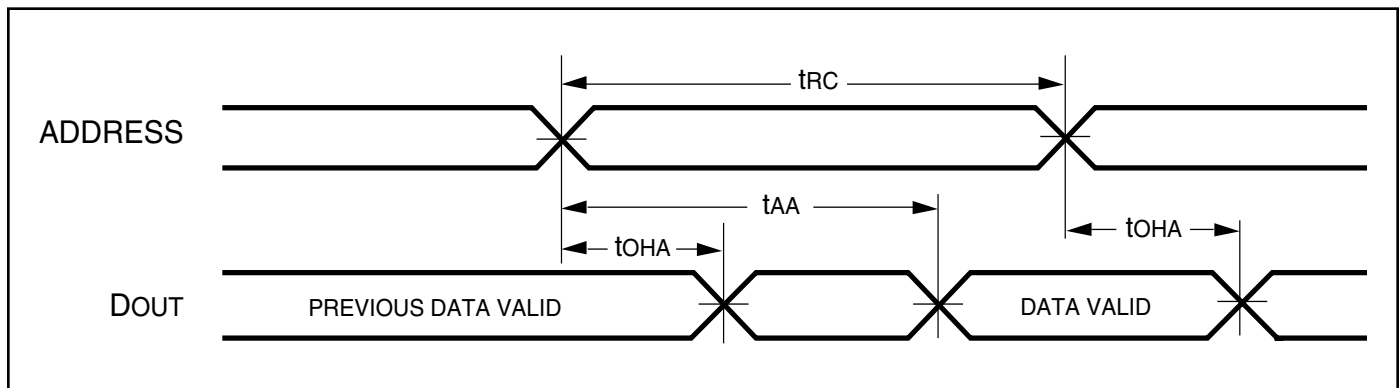 tRC
ADDRESS
tAA
tOHA
tOHA
DOUT
PREVIOUS DATA VALID
DATA VALID